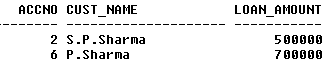 ACCNO CUST_NAME LOAN_AMOUNT
-------- -------------------- -----------
2 S.P.Sharma 500000
6 P.Sharma 700000